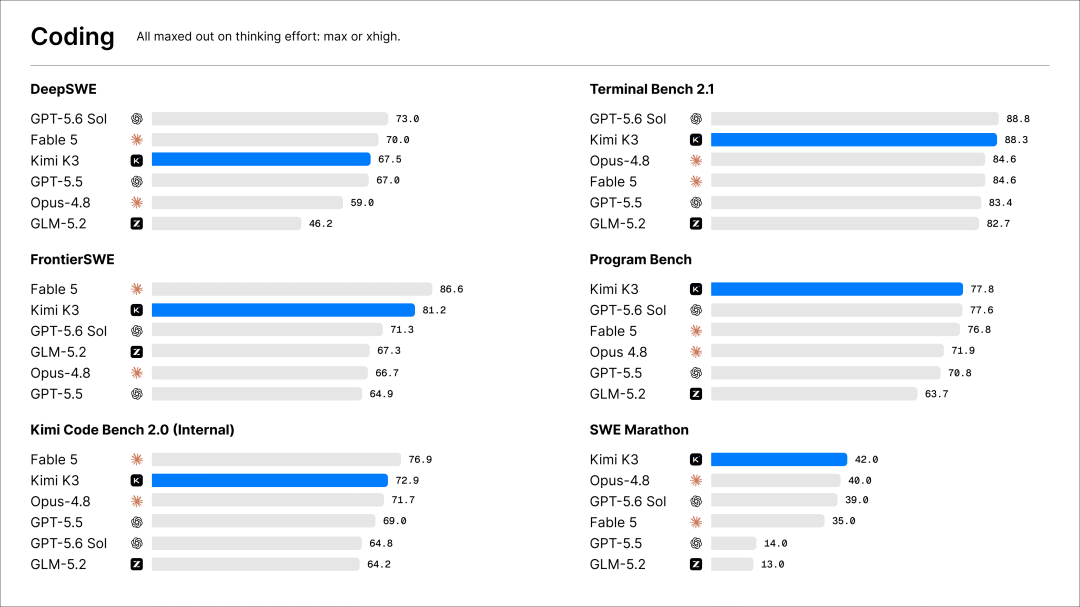 Coding
All maxed out on thinking effort: max or xhigh.
DeepSWE
GPT-5.6 Sol 73.0
Fable 5 70.0
Kimi K3 67.5
GPT-5.5 67.0
Opus-4.8 59.0
GLM-5.2 46.2
Terminal Bench 2.1
GPT-5.6 Sol 88.8
Kimi K3 88.3
Opus-4.8 84.6
Fable 5 84.6
GPT-5.5 83.4
GLM-5.2 82.7
FrontierSWE
Fable 5 86.6
Kimi K3 81.2
GPT-5.6 Sol 71.3
GLM-5.2 67.3
Opus-4.8 66.7
GPT-5.5 64.9
Program Bench
Kimi K3 77.8
GPT-5.6 Sol 77.6
Fable 5 76.8
Opus 4.8 71.9
GPT-5.5 70.8
GLM-5.2 63.7
Kimi Code Bench 2.0 (Internal)
Fable 5 76.9
Kimi K3 72.9
Opus-4.8 71.7
GPT-5.5 69.0
GPT-5.6 Sol 64.8
GLM-5.2 64.2
SWE Marathon
Kimi K3 42.0
Opus-4.8 40.0
GPT-5.6 Sol 39.0
Fable 5 35.0
GPT-5.5 14.0
GLM-5.2 13.0